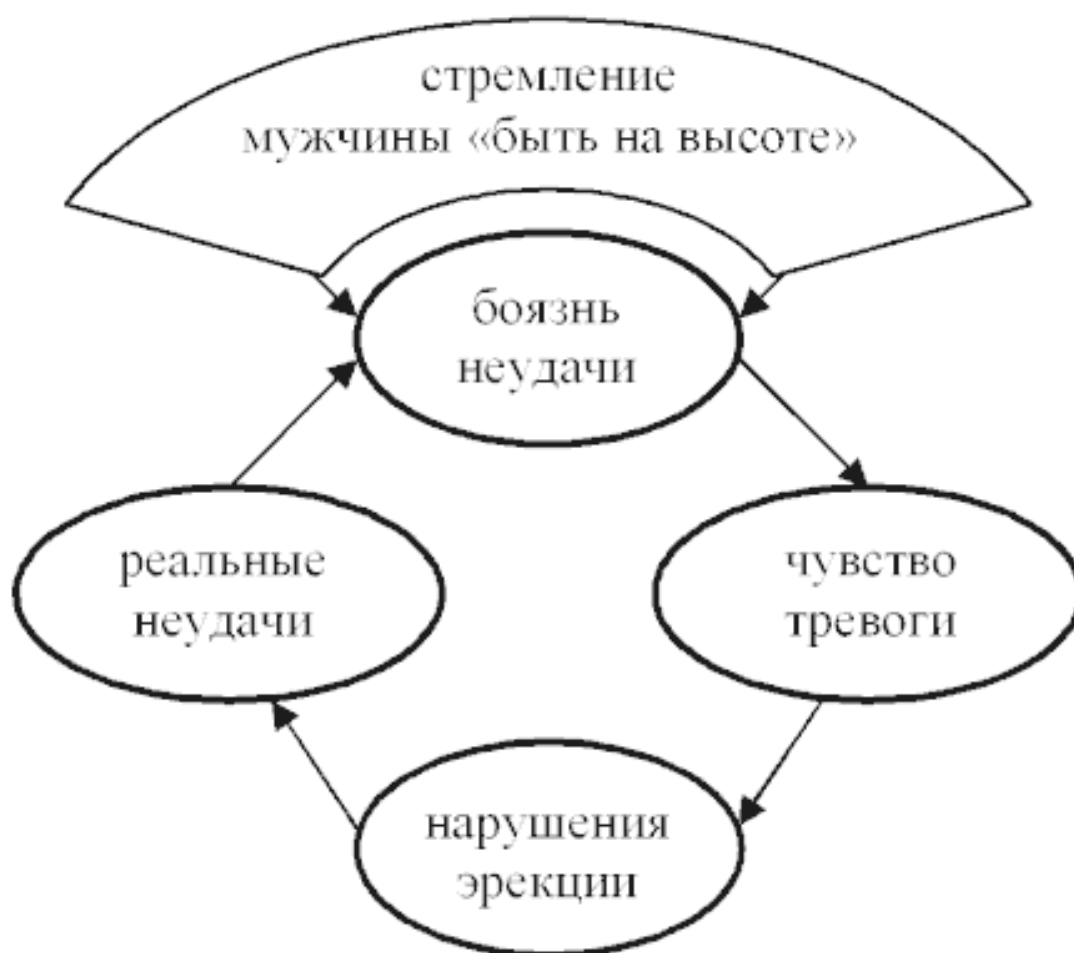 стремление
мужчины «быть на высоте»
боязнь
неудачи
реальные
неудачи
чувство
тревоги
нарушения
эрекции